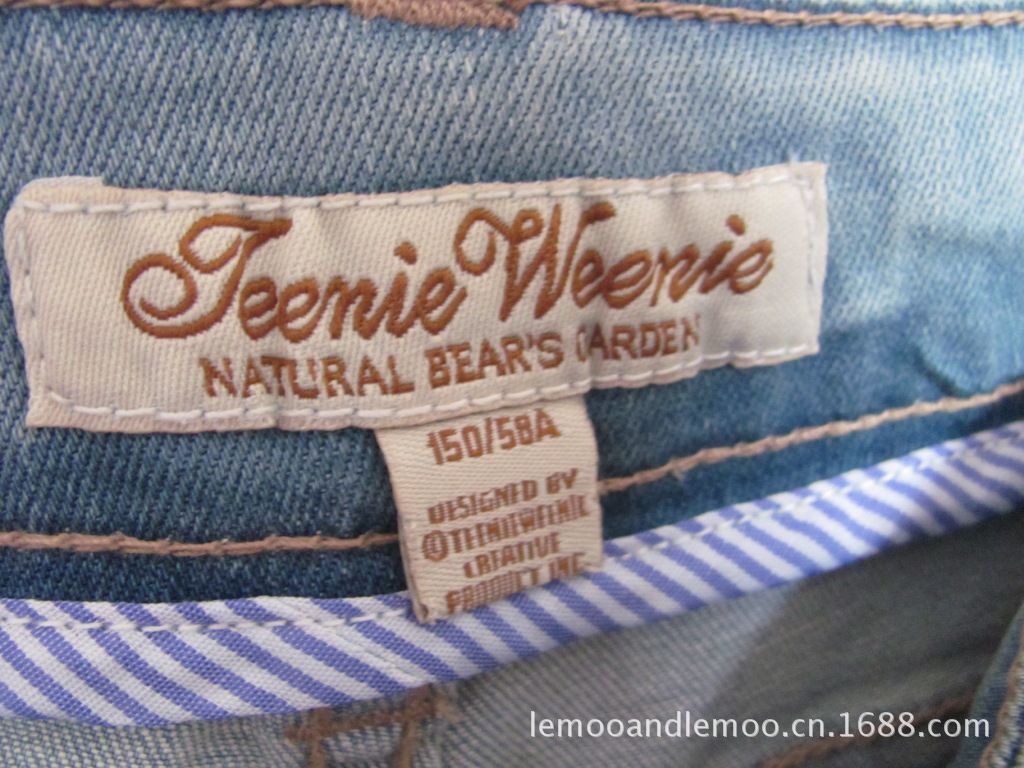 Teenie Weenie
NATURAL BEAR'S GARDEN
150/58A
DESIGNED BY
©TEENIEWEENIE
CREATIVE
PRODUCT INC
lemooandlemoo.cn.1688.com